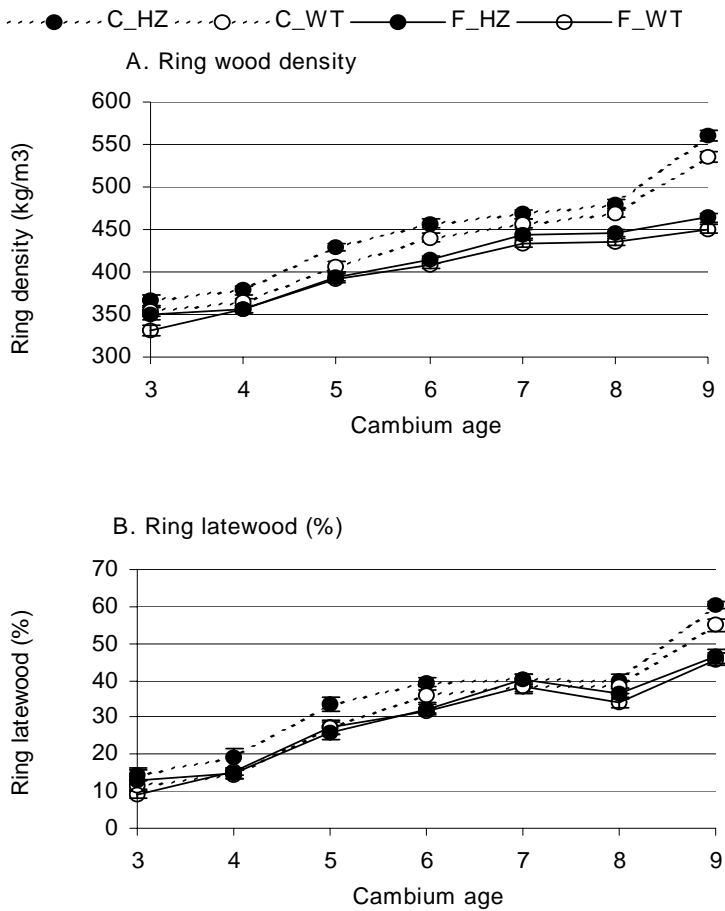 C_HZ C_WT F_HZ F_WT
A. Ring wood density
Ring density (kg/m3)
600
550
500
450
400
350
300
3 4 5 6 7 8 9
Cambium age
B. Ring latewood (%)
Ring latewood (%)
70
60
50
40
30
20
10
0
3 4 5 6 7 8 9
Cambium age